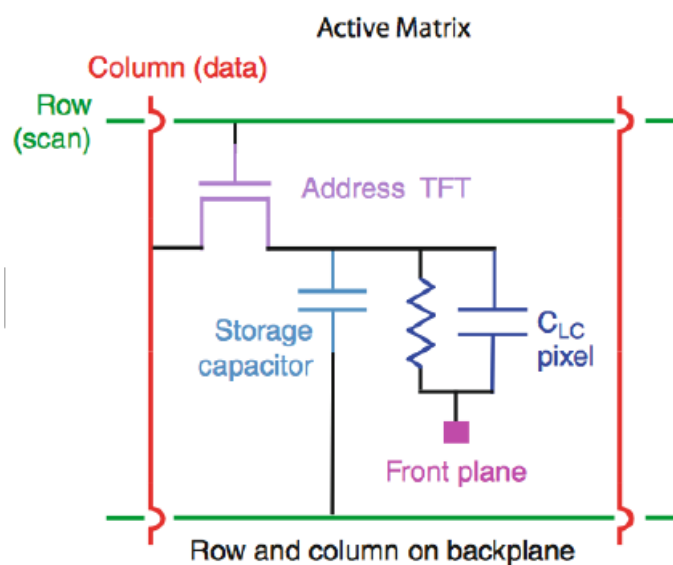 Active Matrix
Column (data)
Row
(scan)
Address TFT
Storage
capacitor
CLC
pixel
Front plane
Row and column on backplane